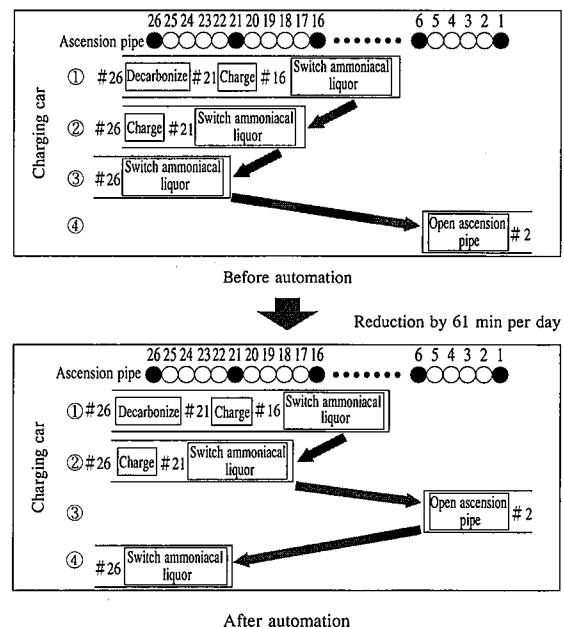 26 25 24 23 22 21 20 19 18 17 16 6 5 4 3 2 1
Ascension pipe
Charging car
① #26 Decarbonize #21 Charge #16 Switch ammoniacal
liquor
② #26 Charge #21 Switch ammoniacal
liquor
③ #26 Switch ammoniacal
liquor
④ Open ascension
pipe # 2
Before automation
Reduction by 61 min per day
26 25 24 23 22 21 20 19 18 17 16 6 5 4 3 2 1
Ascension pipe
Charging car
① #26 Decarbonize #21 Charge #16 Switch ammoniacal
liquor
② #26 Charge #21 Switch ammoniacal
liquor
③ Open ascension
pipe # 2
④ #26 Switch ammoniacal
liquor
After automation